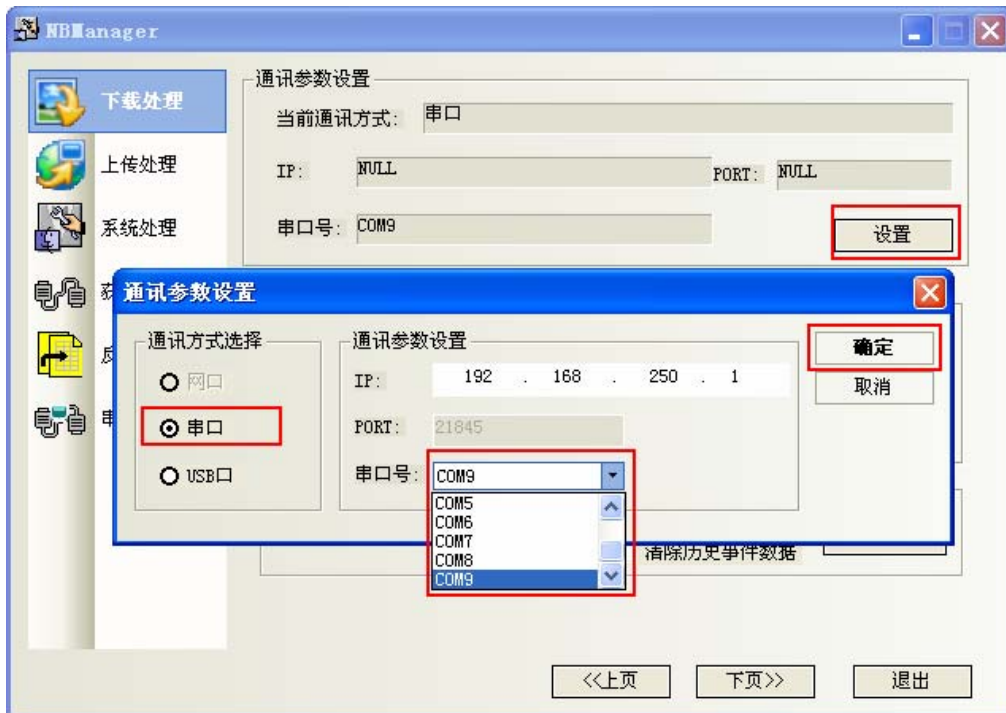 NBManager
下载处理
上传处理
系统处理
通讯参数设置
当前通讯方式: 串口
IP: NULL PORT: NULL
串口号: COM9
设置
通讯参数设置
通讯方式选择
网口
串口
USB口
通讯参数设置
IP: 192 . 168 . 250 . 1
PORT: 21845
串口号: COM9
COM5
COM6
COM7
COM8
COM9
确定
取消
清除历史事件数据
<<上页 下页>> 退出